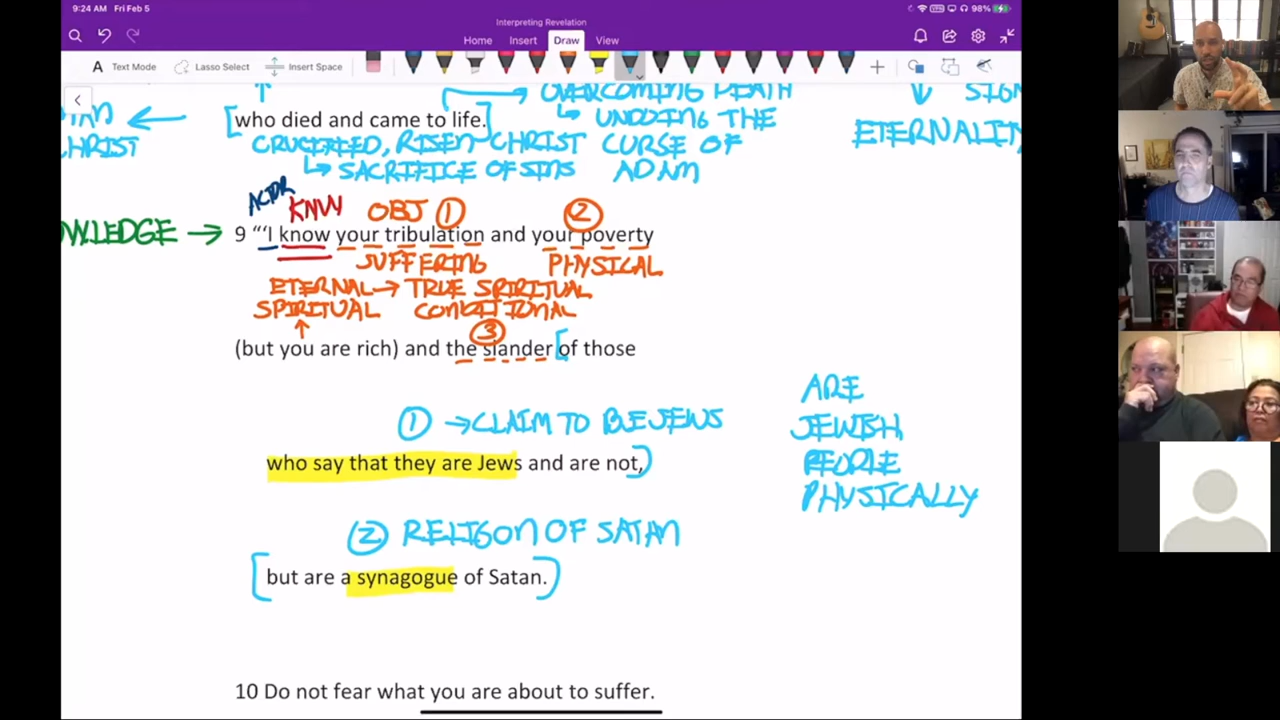 9:24 AM Fri Feb 5
98%
Interpreting Revelation
Home Insert Draw View
Text Mode Lasso Select Insert Space
OVERCOMING DEATH
SIGN
CHRIST
who died and came to life.
UNDOING THE
ETERNALITY
CRUCIFIED, RISEN CHRIST CURSE OF
SACRIFICE OF SINS ADAM
ACTOR
KNW OBJ ① ②
OWLEDGE → 9 “‘I know your tribulation and your poverty
SUFFERING PHYSICAL
ETERNAL → TRUE SPIRITUAL
SPIRITUAL CONDITIONAL
③
(but you are rich) and the slander [of those
ARE
① → CLAIM TO BE JEWS
JEWISH
who say that they are Jews and are not,]
PEOPLE
PHYSICALLY
② RELIGON OF SATAN
[but are a synagogue of Satan.]
10 Do not fear what you are about to suffer.